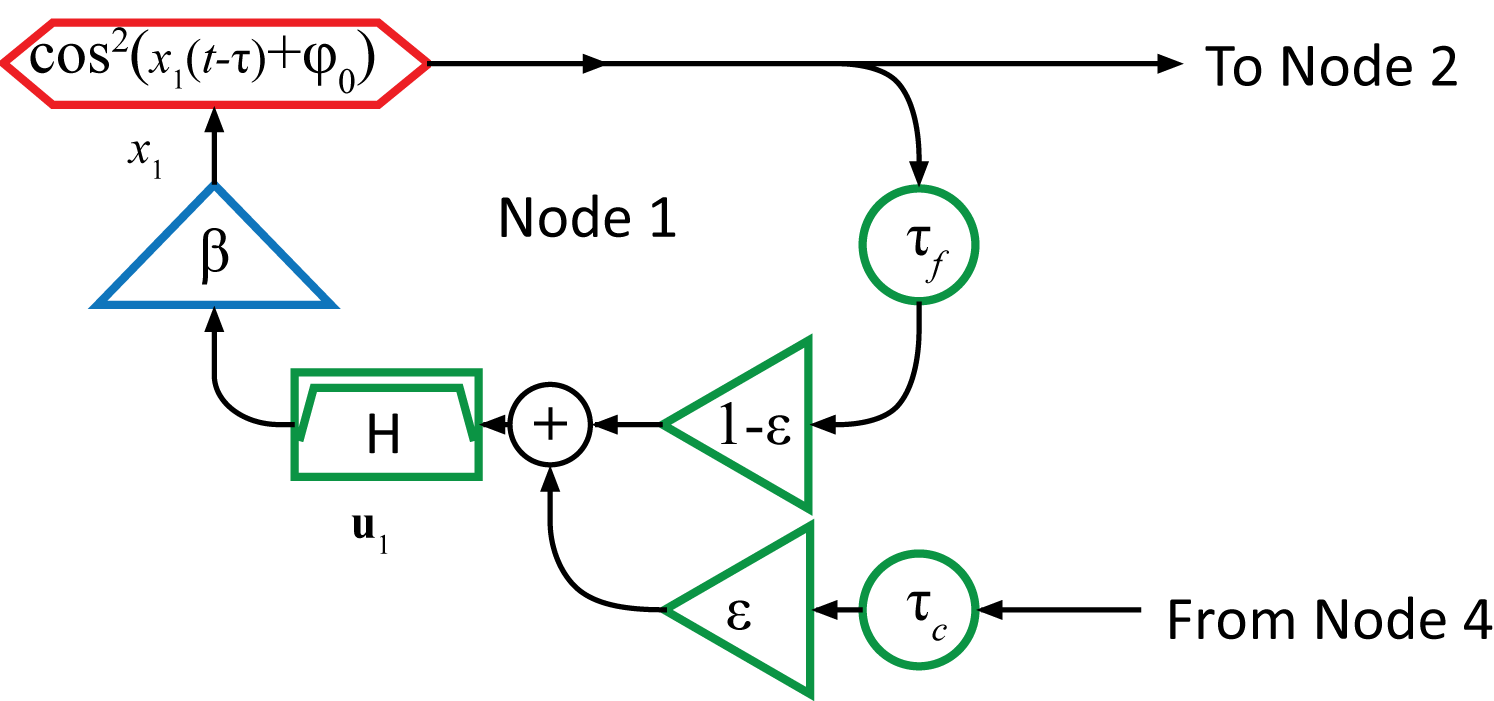 cos²(x₁(t-τ)+φ₀)
To Node 2
x₁
Node 1
τ_f
β
1-ε
+
H
u₁
ε
τ_c
From Node 4